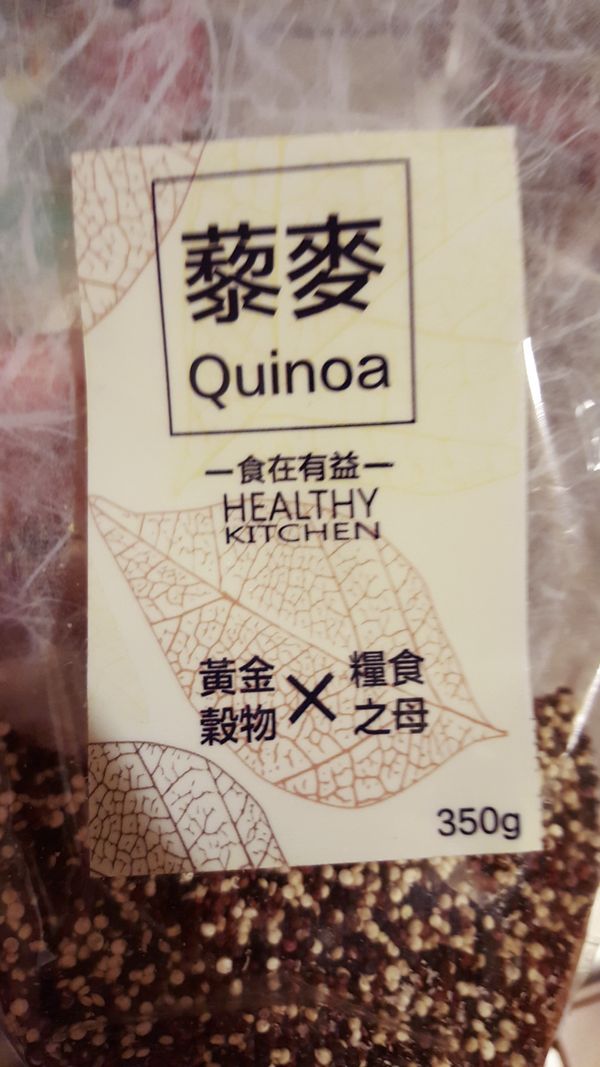 藜麥
Quinoa
一食在有益一
HEALTHY
KITCHEN
黃金
穀物
×
糧食
之母
350g